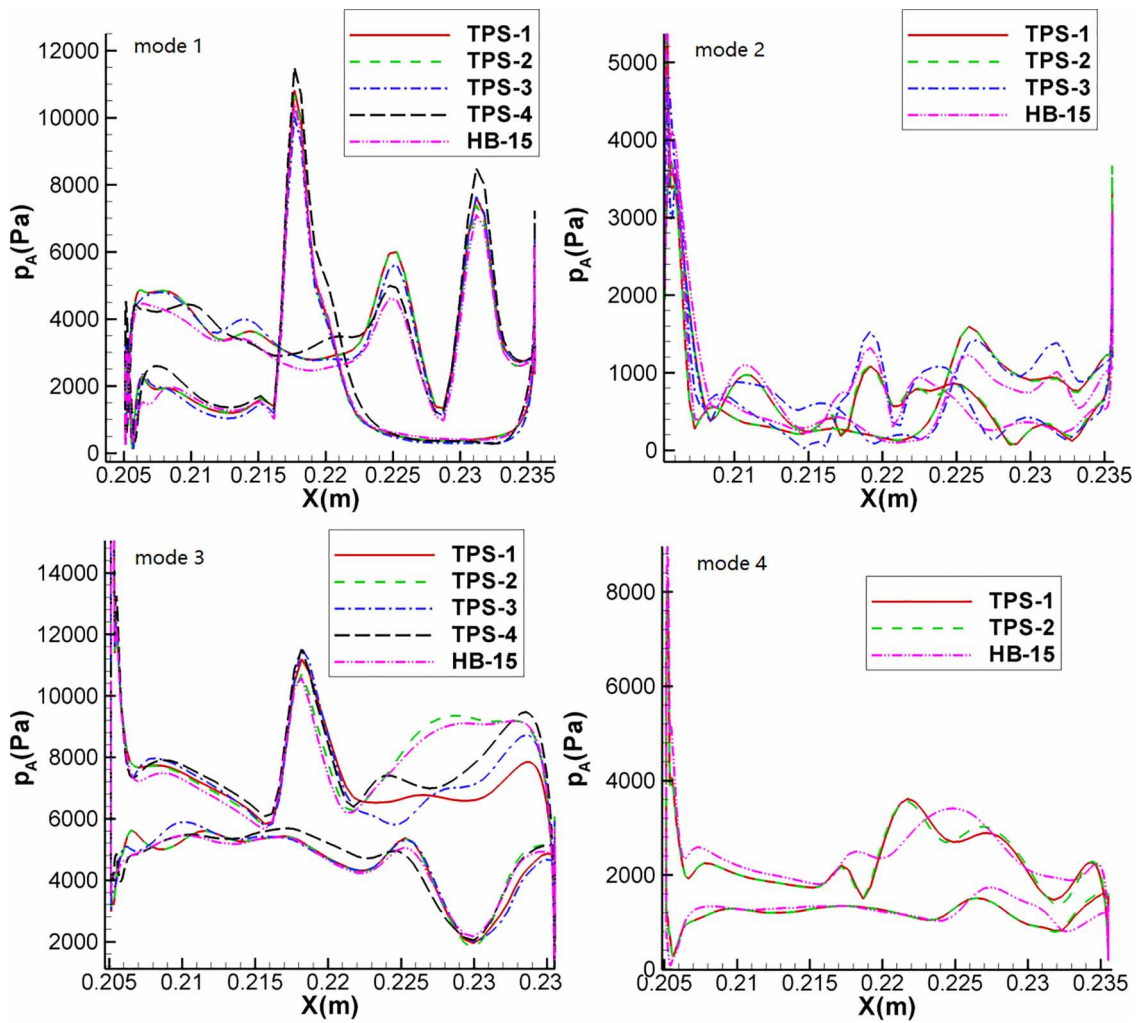 mode 1
TPS-1
TPS-2
TPS-3
TPS-4
HB-15
12000
10000
8000
6000
4000
2000
0
pA(Pa)
0.205 0.21 0.215 0.22 0.225 0.23 0.235
X(m)
mode 2
TPS-1
TPS-2
TPS-3
HB-15
5000
4000
3000
2000
1000
0
pA(Pa)
0.21 0.215 0.22 0.225 0.23 0.235
X(m)
mode 3
TPS-1
TPS-2
TPS-3
TPS-4
HB-15
14000
12000
10000
8000
6000
4000
2000
pA(Pa)
0.205 0.21 0.215 0.22 0.225 0.23 0.23
X(m)
mode 4
TPS-1
TPS-2
HB-15
8000
6000
4000
2000
0
pA(Pa)
0.205 0.21 0.215 0.22 0.225 0.23 0.235
X(m)